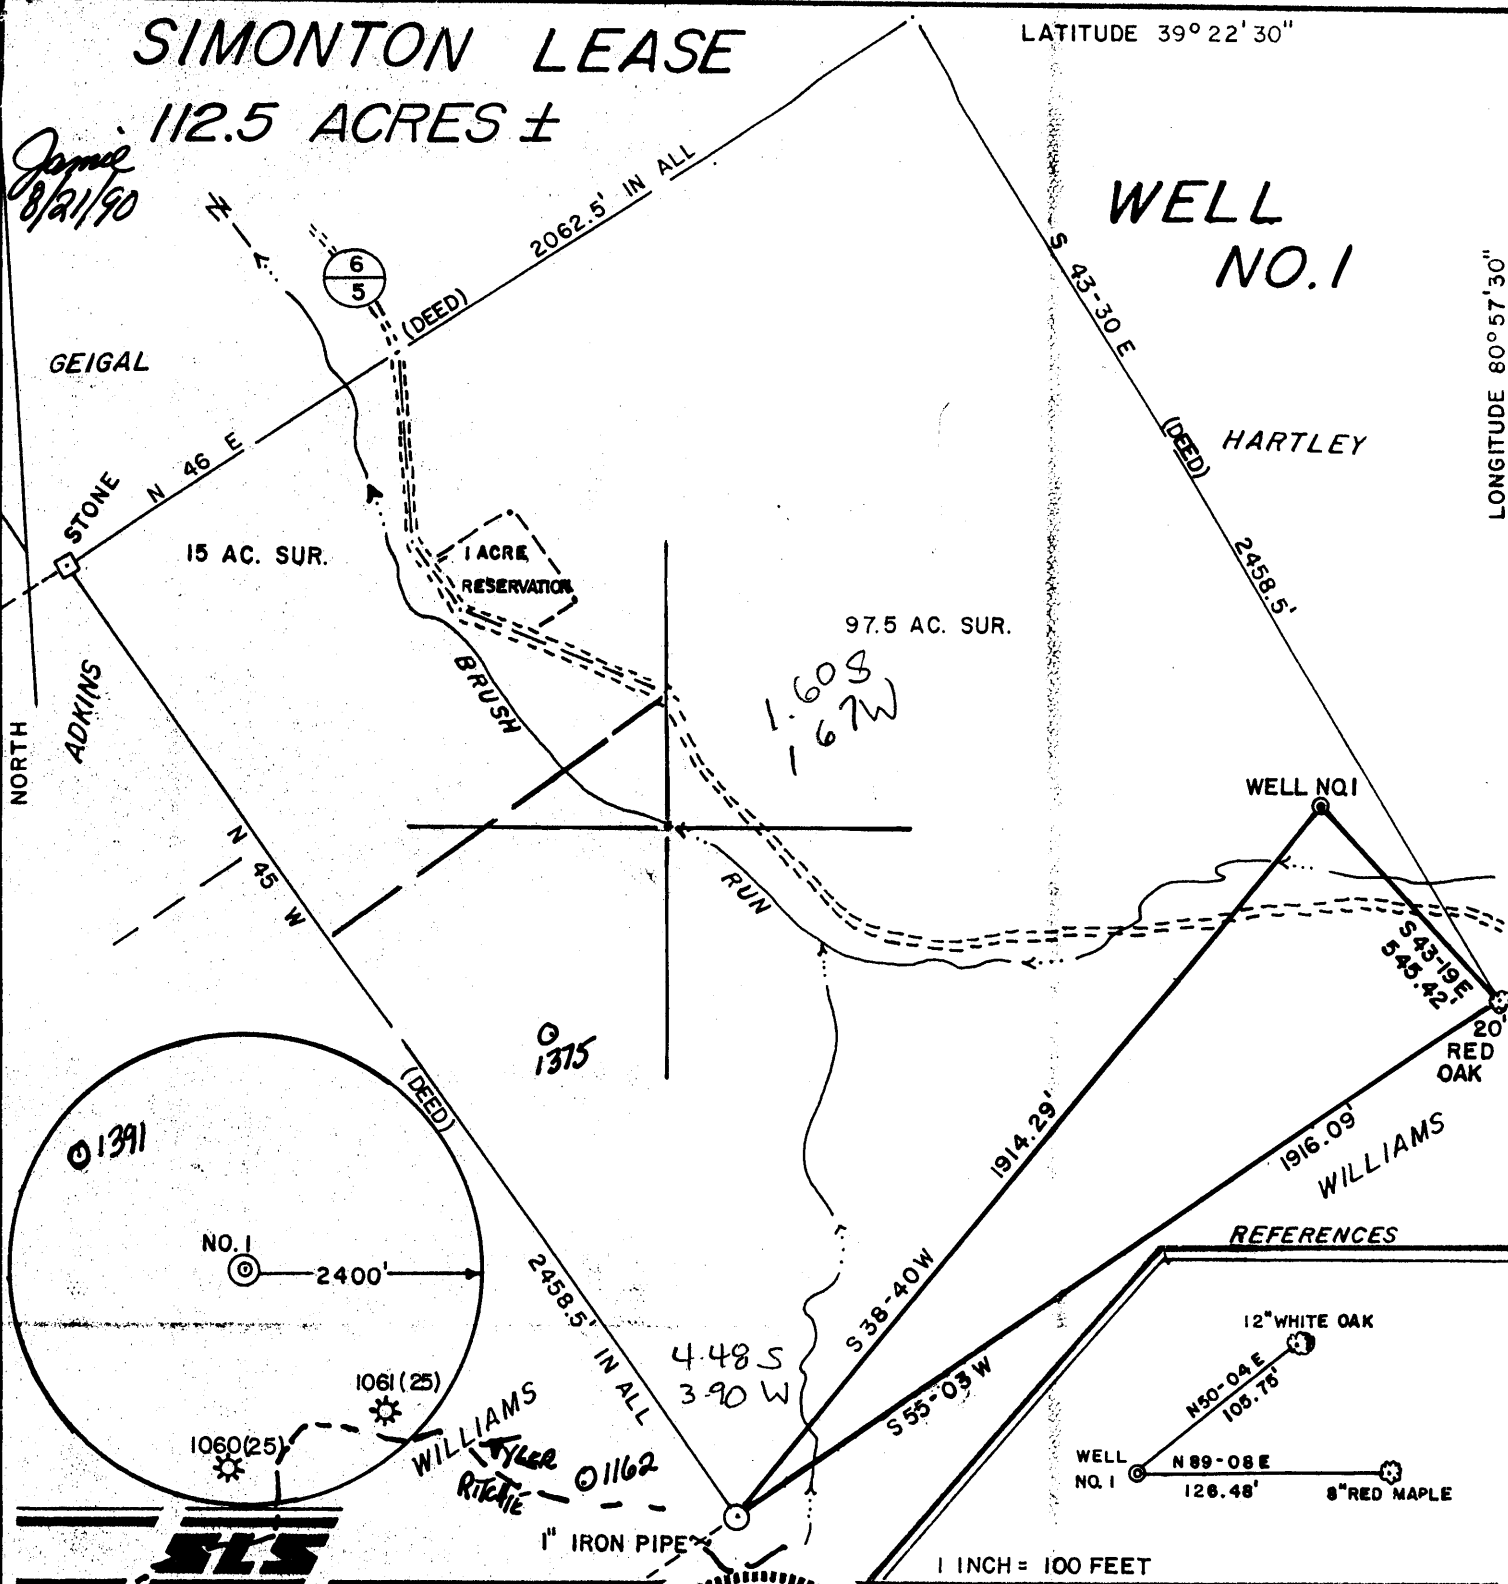 SIMONTON LEASE
112.5 ACRES ±
Jamie
8/21/90
LATITUDE 39° 22' 30"
WELL
NO. 1
LONGITUDE 80° 57' 30"
N
6
5
2062.5' IN ALL
(DEED)
GEIGAL
N 46 E
STONE
S 43-30 E
(DEED)
HARTLEY
2458.5'
15 AC. SUR.
1 ACRE
RESERVATION
97.5 AC. SUR.
1.60 S
1 67 W
BRUSH
RUN
ADKINS
NORTH
N 45 W
WELL NO.1
S 43-19 E
545.42'
20"
RED
OAK
1375
(DEED)
1391
NO. 1
2400'
1914.29'
1916.09'
WILLIAMS
S 38-40 W
S 55-03 W
2458.5' IN ALL
4.48 S
3.90 W
1061 (25)
1060 (25)
WILLIAMS
TYLER
RITCHIE
1162
1" IRON PIPE
SLS
REFERENCES
12" WHITE OAK
N 50-04 E
105.75'
WELL
NO. 1
N 89-08 E
126.48'
8" RED MAPLE
1 INCH = 100 FEET